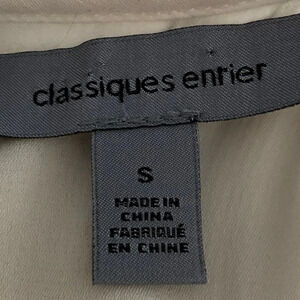 classiques entier
S
MADE IN
CHINA
FABRIQUÉ
EN CHINE